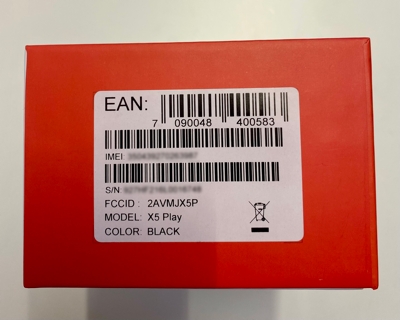 EAN:
7 090048 400583
IMEI:
S/N:
FCCID : 2AVMJX5P
MODEL: X5 Play
COLOR: BLACK